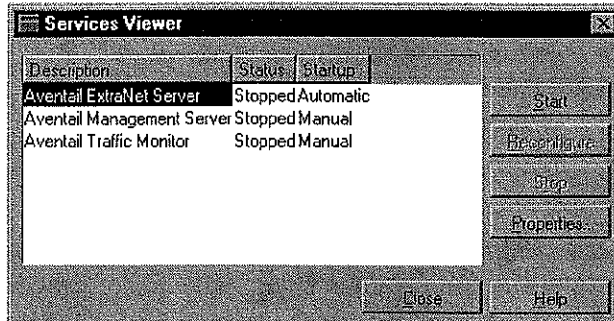 Services Viewer
Description Status Startup
Aventail ExtraNet Server Stopped Automatic
Aventail Management Server Stopped Manual
Aventail Traffic Monitor Stopped Manual
Start
Reconfigure
Stop
Properties...
Close Help